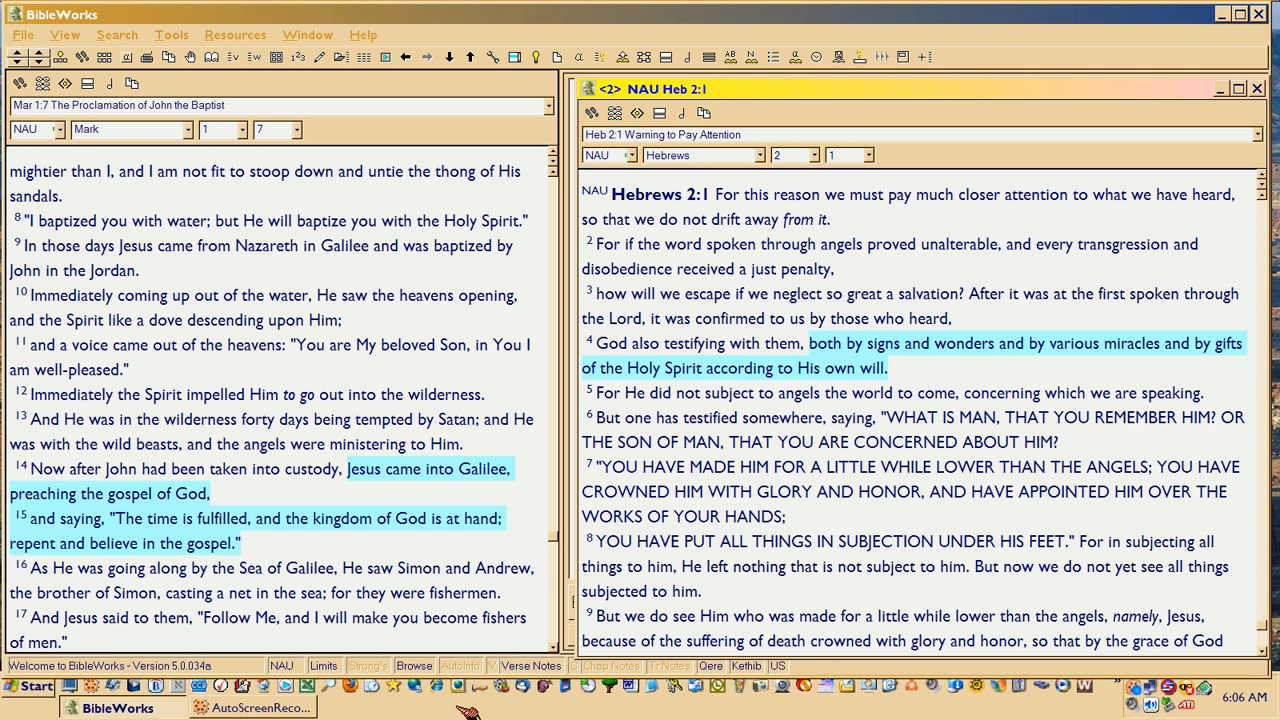 BibleWorks
File View Search Tools Resources Window Help
Mar 1:7 The Proclamation of John the Baptist
NAU Mark 1 7
mightier than I, and I am not fit to stoop down and untie the thong of His
sandals.
8 "I baptized you with water; but He will baptize you with the Holy Spirit."
9 In those days Jesus came from Nazareth in Galilee and was baptized by
John in the Jordan.
10 Immediately coming up out of the water, He saw the heavens opening,
and the Spirit like a dove descending upon Him;
11 and a voice came out of the heavens: "You are My beloved Son, in You I
am well-pleased."
12 Immediately the Spirit impelled Him to go out into the wilderness.
13 And He was in the wilderness forty days being tempted by Satan; and He
was with the wild beasts, and the angels were ministering to Him.
14 Now after John had been taken into custody, Jesus came into Galilee,
preaching the gospel of God,
15 and saying, "The time is fulfilled, and the kingdom of God is at hand;
repent and believe in the gospel."
16 As He was going along by the Sea of Galilee, He saw Simon and Andrew,
the brother of Simon, casting a net in the sea; for they were fishermen.
17 And Jesus said to them, "Follow Me, and I will make you become fishers
of men."
<2> NAU Heb 2:1
Heb 2:1 Warning to Pay Attention
NAU Hebrews 2 1
NAU Hebrews 2:1 For this reason we must pay much closer attention to what we have heard,
so that we do not drift away from it.
2 For if the word spoken through angels proved unalterable, and every transgression and
disobedience received a just penalty,
3 how will we escape if we neglect so great a salvation? After it was at the first spoken through
the Lord, it was confirmed to us by those who heard,
4 God also testifying with them, both by signs and wonders and by various miracles and by gifts
of the Holy Spirit according to His own will.
5 For He did not subject to angels the world to come, concerning which we are speaking.
6 But one has testified somewhere, saying, "WHAT IS MAN, THAT YOU REMEMBER HIM? OR
THE SON OF MAN, THAT YOU ARE CONCERNED ABOUT HIM?
7 "YOU HAVE MADE HIM FOR A LITTLE WHILE LOWER THAN THE ANGELS; YOU HAVE
CROWNED HIM WITH GLORY AND HONOR, AND HAVE APPOINTED HIM OVER THE
WORKS OF YOUR HANDS;
8 YOU HAVE PUT ALL THINGS IN SUBJECTION UNDER HIS FEET." For in subjecting all
things to him, He left nothing that is not subject to him. But now we do not yet see all things
subjected to him.
9 But we do see Him who was made for a little while lower than the angels, namely, Jesus,
because of the suffering of death crowned with glory and honor, so that by the grace of God
Welcome to BibleWorks - Version 5.0.034a NAU Limits Strong's Browse AutoInfo V Verse Notes C Chap Notes Tr Notes Qere Kethib US
Start
BibleWorks AutoScreenReco... 6:06 AM